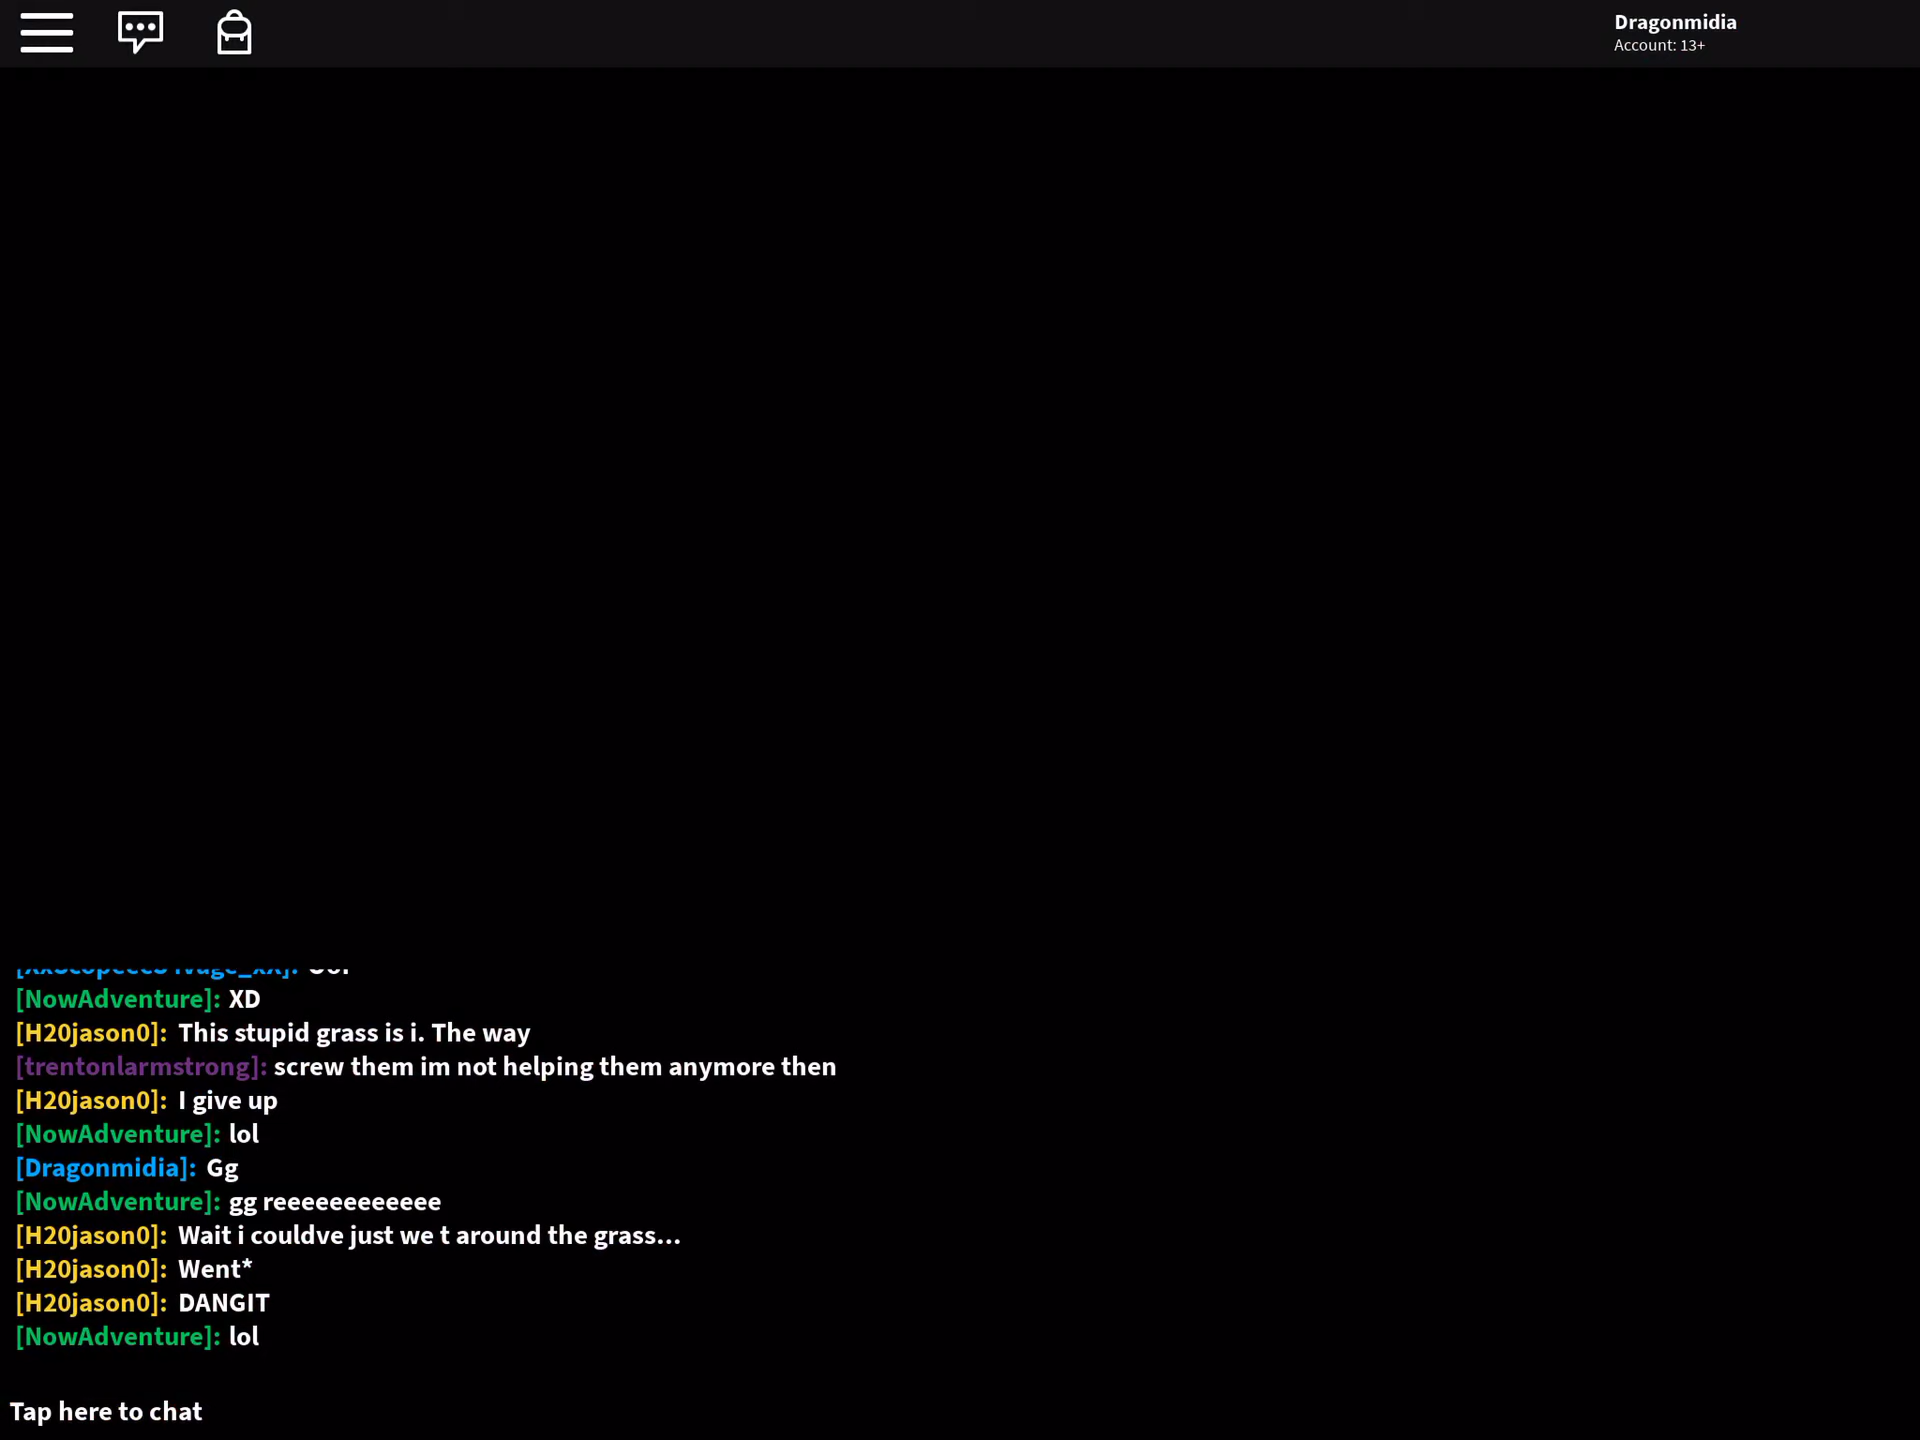 Dragonmidia
Account: 13+
[NowAdventure]: XD
[H20jason0]: This stupid grass is i. The way
[trentonlarmstrong]: screw them im not helping them anymore then
[H20jason0]: I give up
[NowAdventure]: lol
[Dragonmidia]: Gg
[NowAdventure]: gg reeeeeeeeeeee
[H20jason0]: Wait i couldve just we t around the grass...
[H20jason0]: Went*
[H20jason0]: DANGIT
[NowAdventure]: lol
Tap here to chat